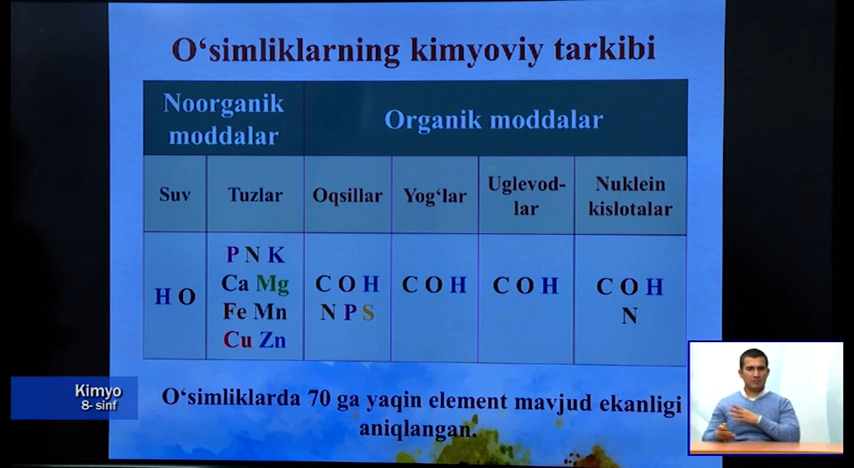 O‘simliklarning kimyoviy tarkibi
Noorganik
moddalar
Organik moddalar
Suv
Tuzlar
Oqsillar
Yog‘lar
Uglevod-
lar
Nuklein
kislotalar
H O
P N K
Ca Mg
Fe Mn
Cu Zn
C O H
N P S
C O H
C O H
C O H
N
O‘simliklarda 70 ga yaqin element mavjud ekanligi
aniqlangan.
Kimyo
8- sinf